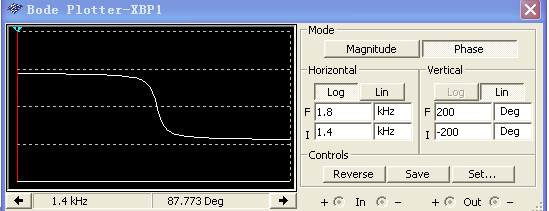 Bode Plotter-XBP1
Mode
Magnitude Phase
Horizontal Vertical
Log Lin Log Lin
F 1.8 kHz F 200 Deg
I 1.4 kHz I -200 Deg
Controls
Reverse Save Set...
1.4 kHz 87.773 Deg + In − + Out −